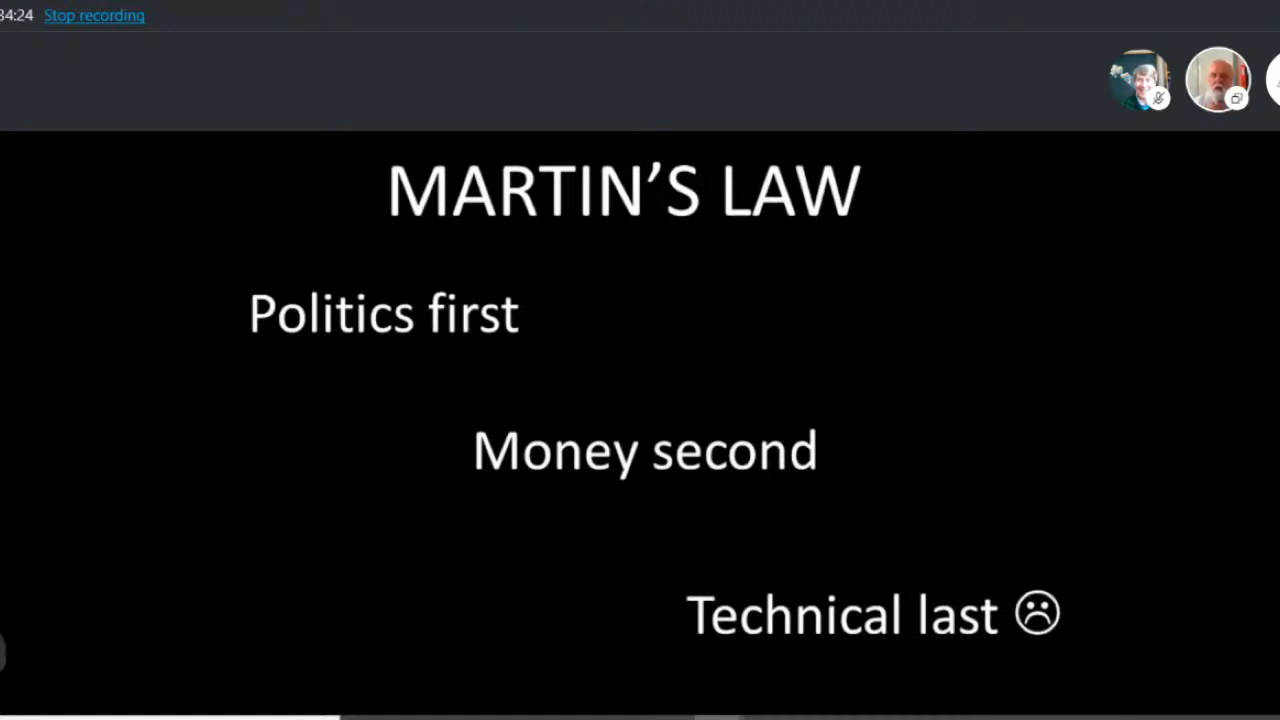 34:24 Stop recording
MARTIN’S LAW
Politics first
Money second
Technical last ☹